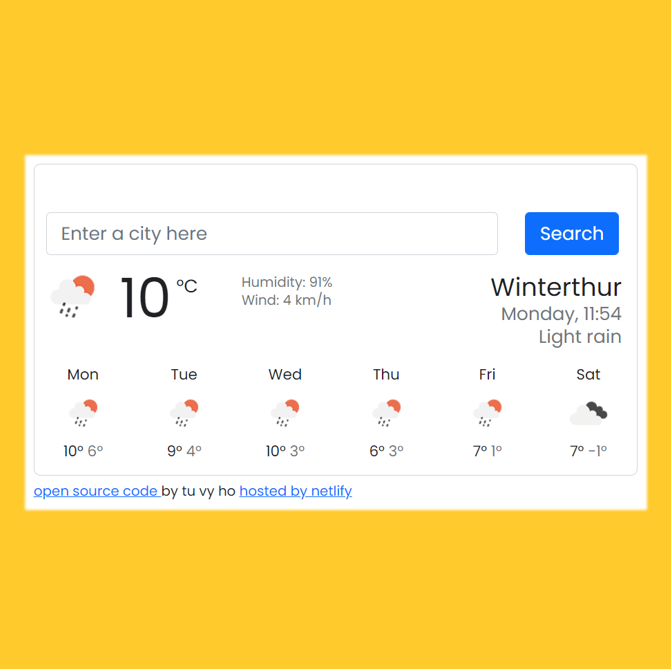 Enter a city here Search
10 °C
Humidity: 91%
Wind: 4 km/h
Winterthur
Monday, 11:54
Light rain
Mon Tue Wed Thu Fri Sat
10° 6° 9° 4° 10° 3° 6° 3° 7° 1° 7° -1°
open source code by tu vy ho hosted by netlify